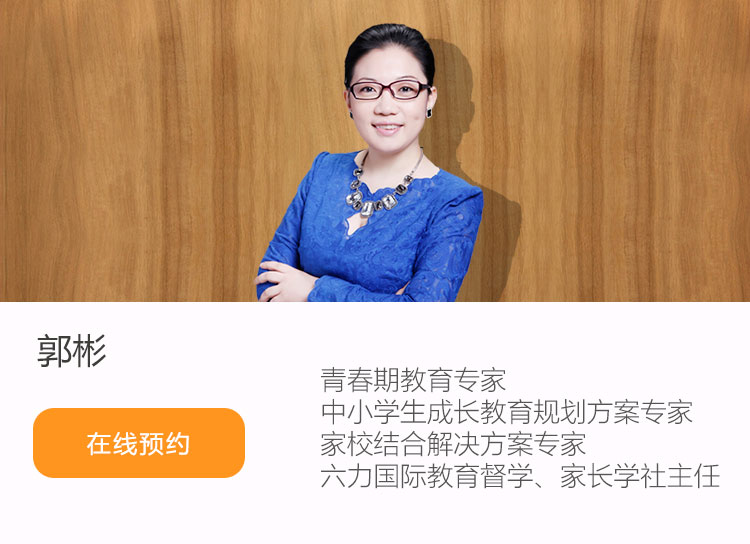 郭彬
在线预约
青春期教育专家
中小学生成长教育规划方案专家
家校结合解决方案专家
六力国际教育督学、家长学社主任